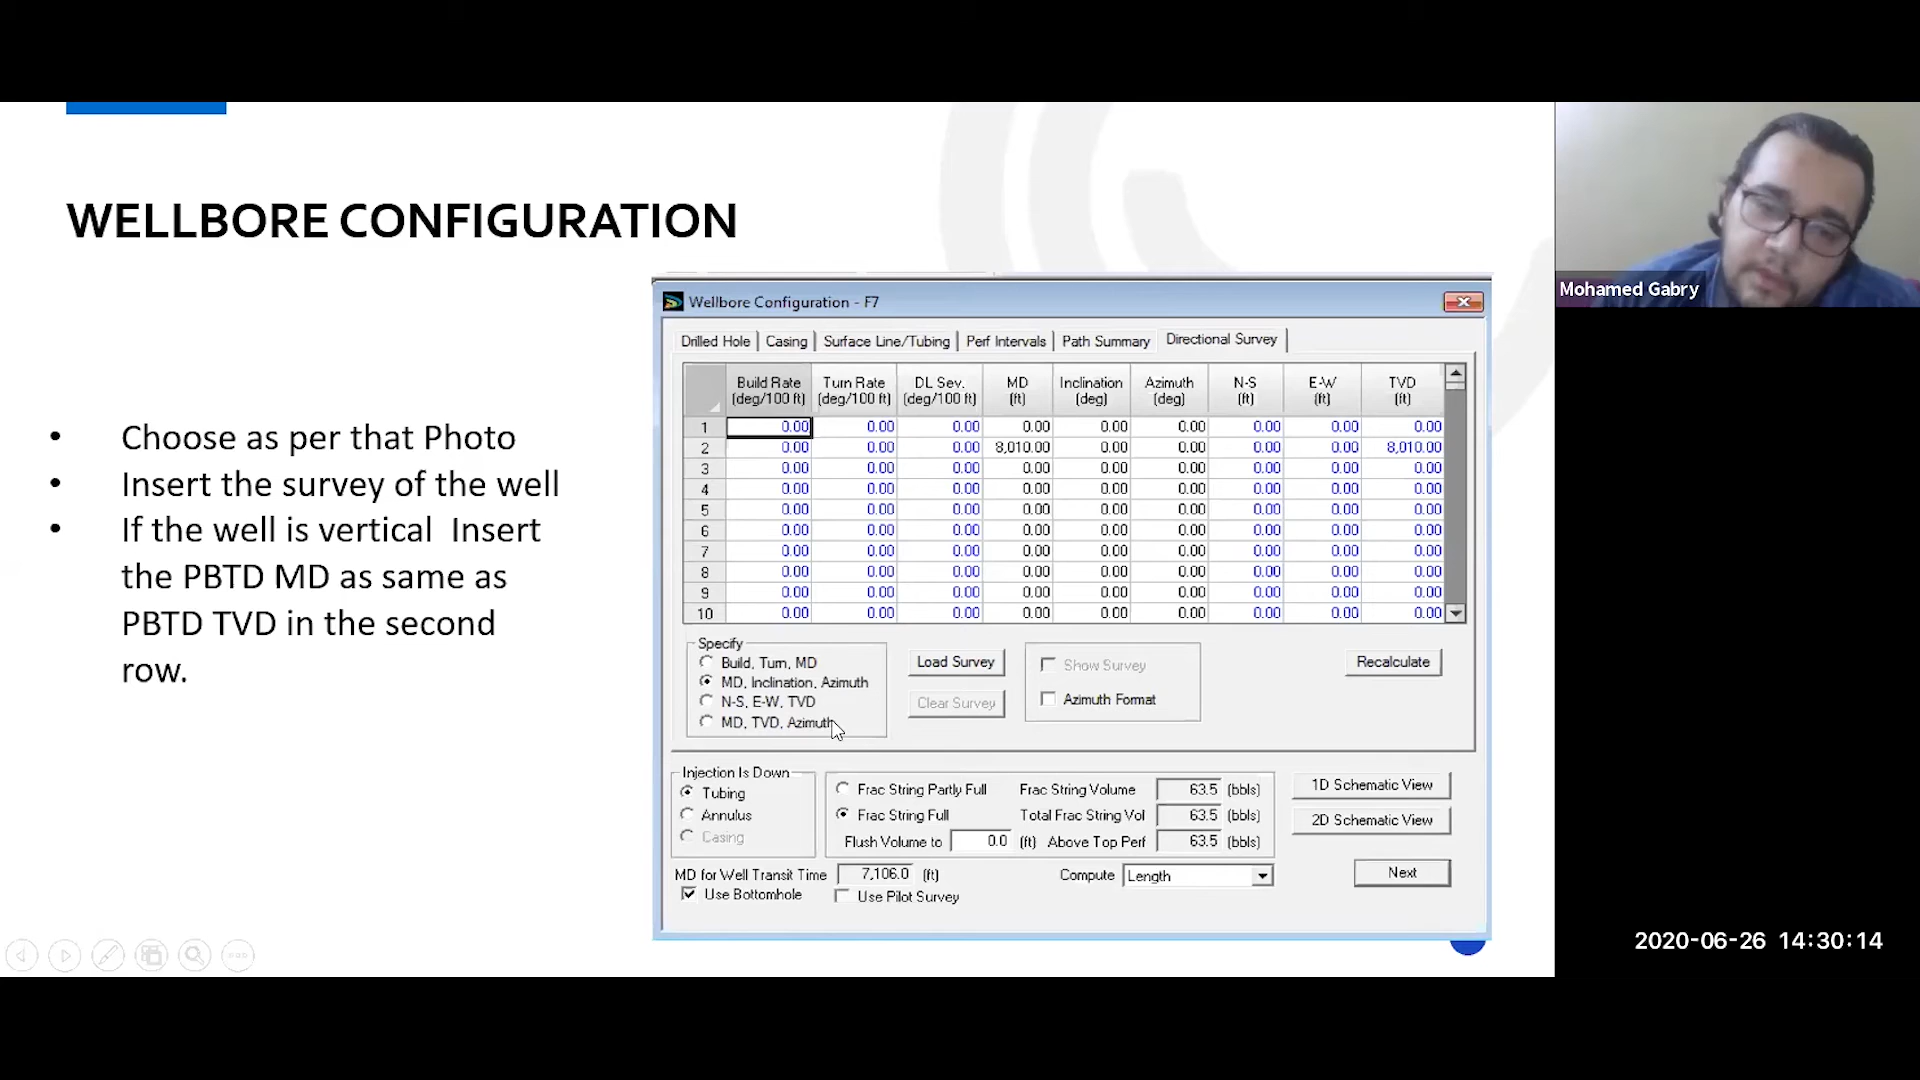 WELLBORE CONFIGURATION
• Choose as per that Photo
• Insert the survey of the well
• If the well is vertical  Insert
the PBTD MD as same as
PBTD TVD in the second
row.
Wellbore Configuration - F7
Drilled Hole | Casing | Surface Line/Tubing | Perf Intervals | Path Summary | Directional Survey
Build Rate Turn Rate DL Sev. MD Inclination Azimuth N-S E-W TVD
(deg/100 ft) (deg/100 ft) (deg/100 ft) (ft) (deg) (deg) (ft) (ft) (ft)
1 0.00 0.00 0.00 0.00 0.00 0.00 0.00 0.00 0.00
2 0.00 0.00 0.00 8,010.00 0.00 0.00 0.00 0.00 8,010.00
3 0.00 0.00 0.00 0.00 0.00 0.00 0.00 0.00 0.00
4 0.00 0.00 0.00 0.00 0.00 0.00 0.00 0.00 0.00
5 0.00 0.00 0.00 0.00 0.00 0.00 0.00 0.00 0.00
6 0.00 0.00 0.00 0.00 0.00 0.00 0.00 0.00 0.00
7 0.00 0.00 0.00 0.00 0.00 0.00 0.00 0.00 0.00
8 0.00 0.00 0.00 0.00 0.00 0.00 0.00 0.00 0.00
9 0.00 0.00 0.00 0.00 0.00 0.00 0.00 0.00 0.00
10 0.00 0.00 0.00 0.00 0.00 0.00 0.00 0.00 0.00
Specify
Build, Turn, MD
MD, Inclination, Azimuth
N-S, E-W, TVD
MD, TVD, Azimuth
Load Survey
Clear Survey
Show Survey
Azimuth Format
Recalculate
Injection Is Down
Tubing
Annulus
Casing
Frac String Partly Full
Frac String Full
Flush Volume to 0.0 (ft)
Frac String Volume 63.5 (bbls)
Total Frac String Vol 63.5 (bbls)
Above Top Perf 63.5 (bbls)
1D Schematic View
2D Schematic View
MD for Well Transit Time 7,106.0 (ft)
Use Bottomhole
Use Pilot Survey
Compute Length
Next
Mohamed Gabry
2020-06-26 14:30:14